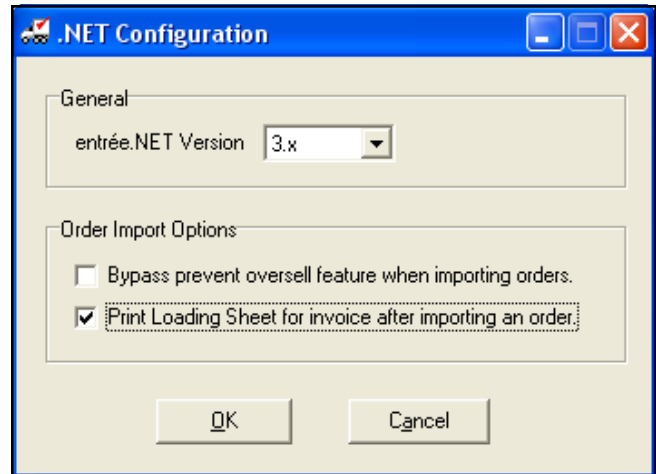 .NET Configuration
General
entrée.NET Version 3.x
Order Import Options
Bypass prevent oversell feature when importing orders.
Print Loading Sheet for invoice after importing an order.
OK Cancel